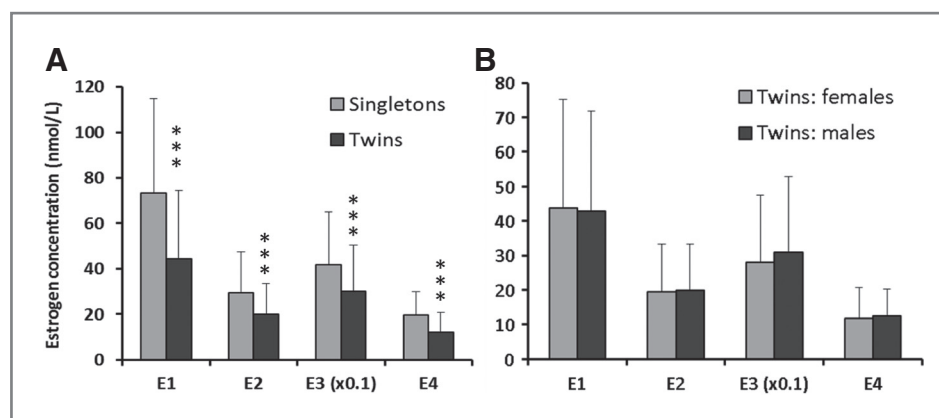 A
B
Estrogen concentration (nmol/L)
120
100
80
60
40
20
0
Singletons
Twins
***
***
***
***
E1 E2 E3 (x0.1) E4
80
70
60
50
40
30
20
10
0
Twins: females
Twins: males
E1 E2 E3 (x0.1) E4